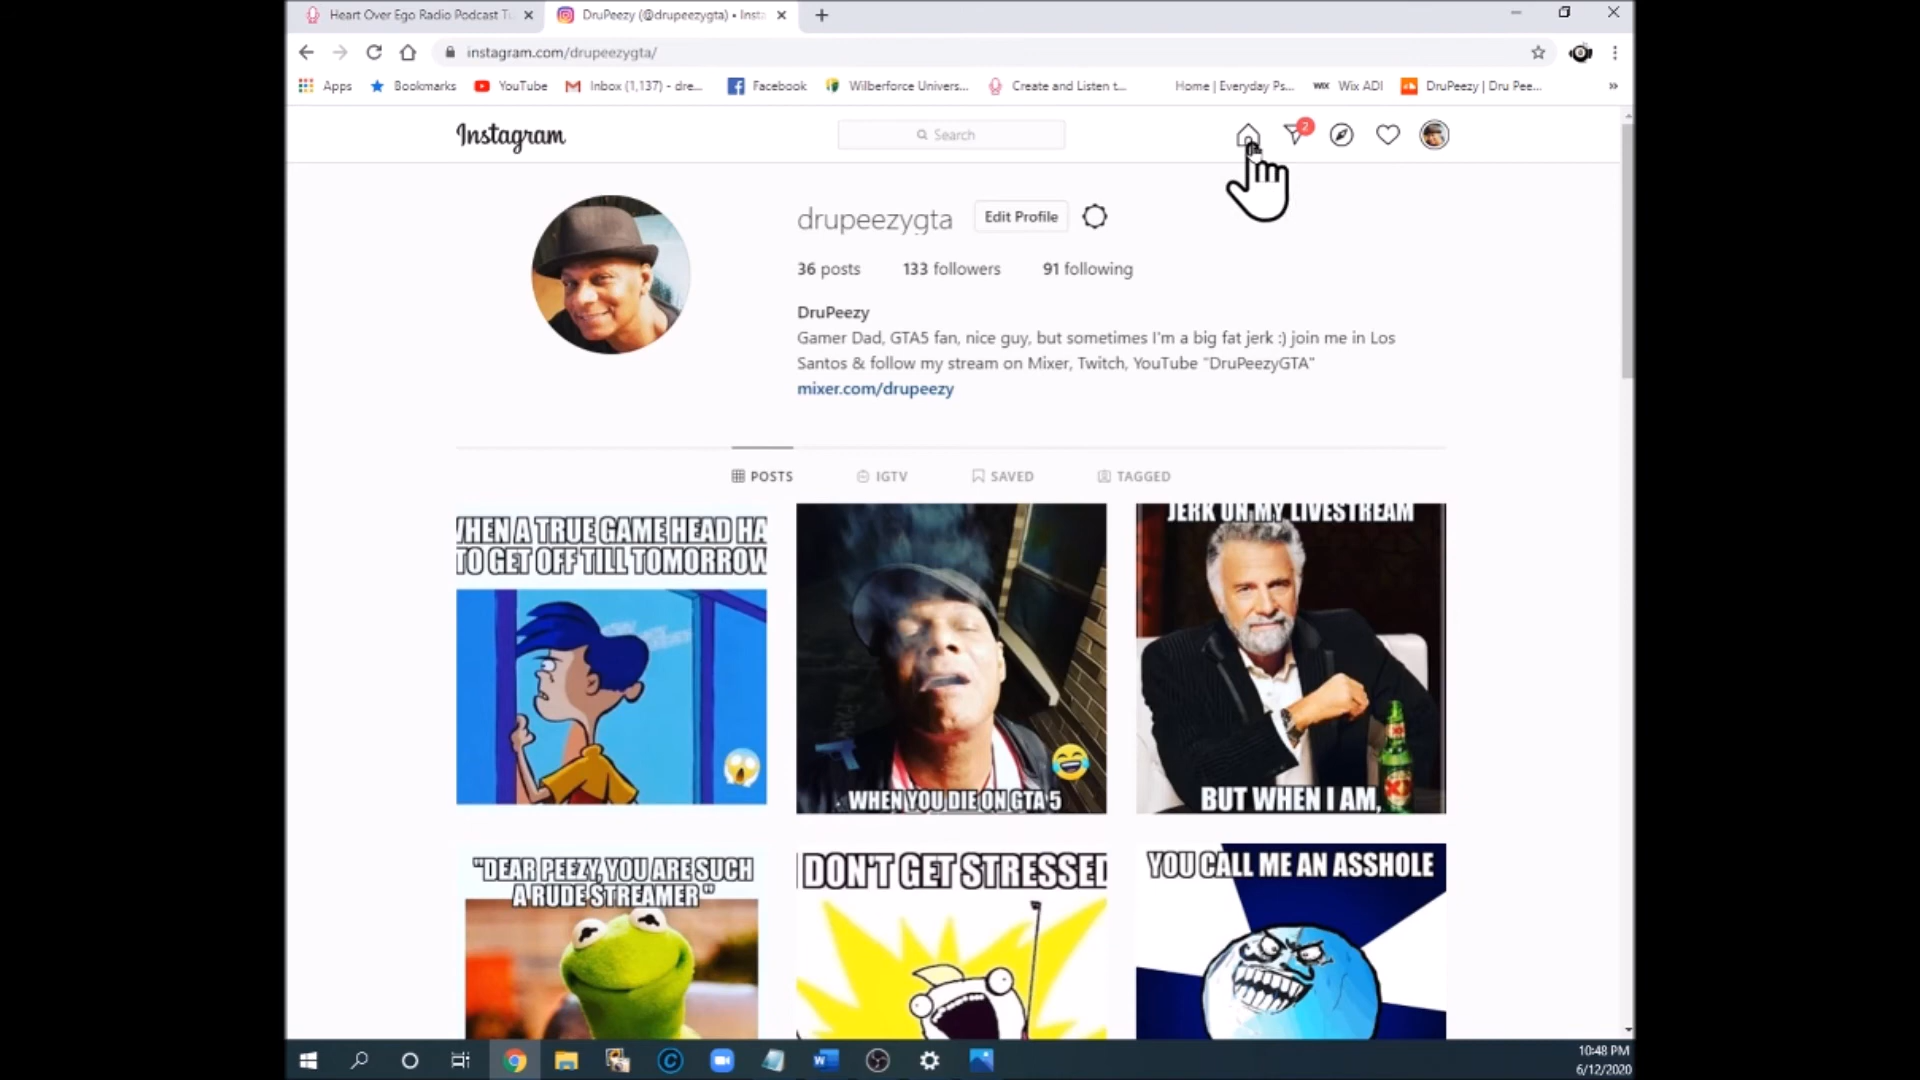 Heart Over Ego Radio Podcast Tu
DruPeezy (@drupeezygta) • Insta
instagram.com/drupeezygta/
Apps
Bookmarks
YouTube
Inbox (1,137) - dre...
Facebook
Wilberforce Univers...
Create and Listen t...
Home | Everyday Ps...
WIX Wix ADI
DruPeezy | Dru Pee...
Instagram
Search
2
drupeezygta
Edit Profile
36 posts
133 followers
91 following
DruPeezy
Gamer Dad, GTA5 fan, nice guy, but sometimes I'm a big fat jerk :) join me in Los
Santos & follow my stream on Mixer, Twitch, YouTube "DruPeezyGTA"
mixer.com/drupeezy
POSTS
IGTV
SAVED
TAGGED
WHEN A TRUE GAME HEAD HA
TO GET OFF TILL TOMORROW
WHEN YOU DIE ON GTA 5
JERK ON MY LIVESTREAM
BUT WHEN I AM,
"DEAR PEEZY, YOU ARE SUCH
A RUDE STREAMER"
I DON'T GET STRESSED
YOU CALL ME AN ASSHOLE
10:48 PM
6/12/2020